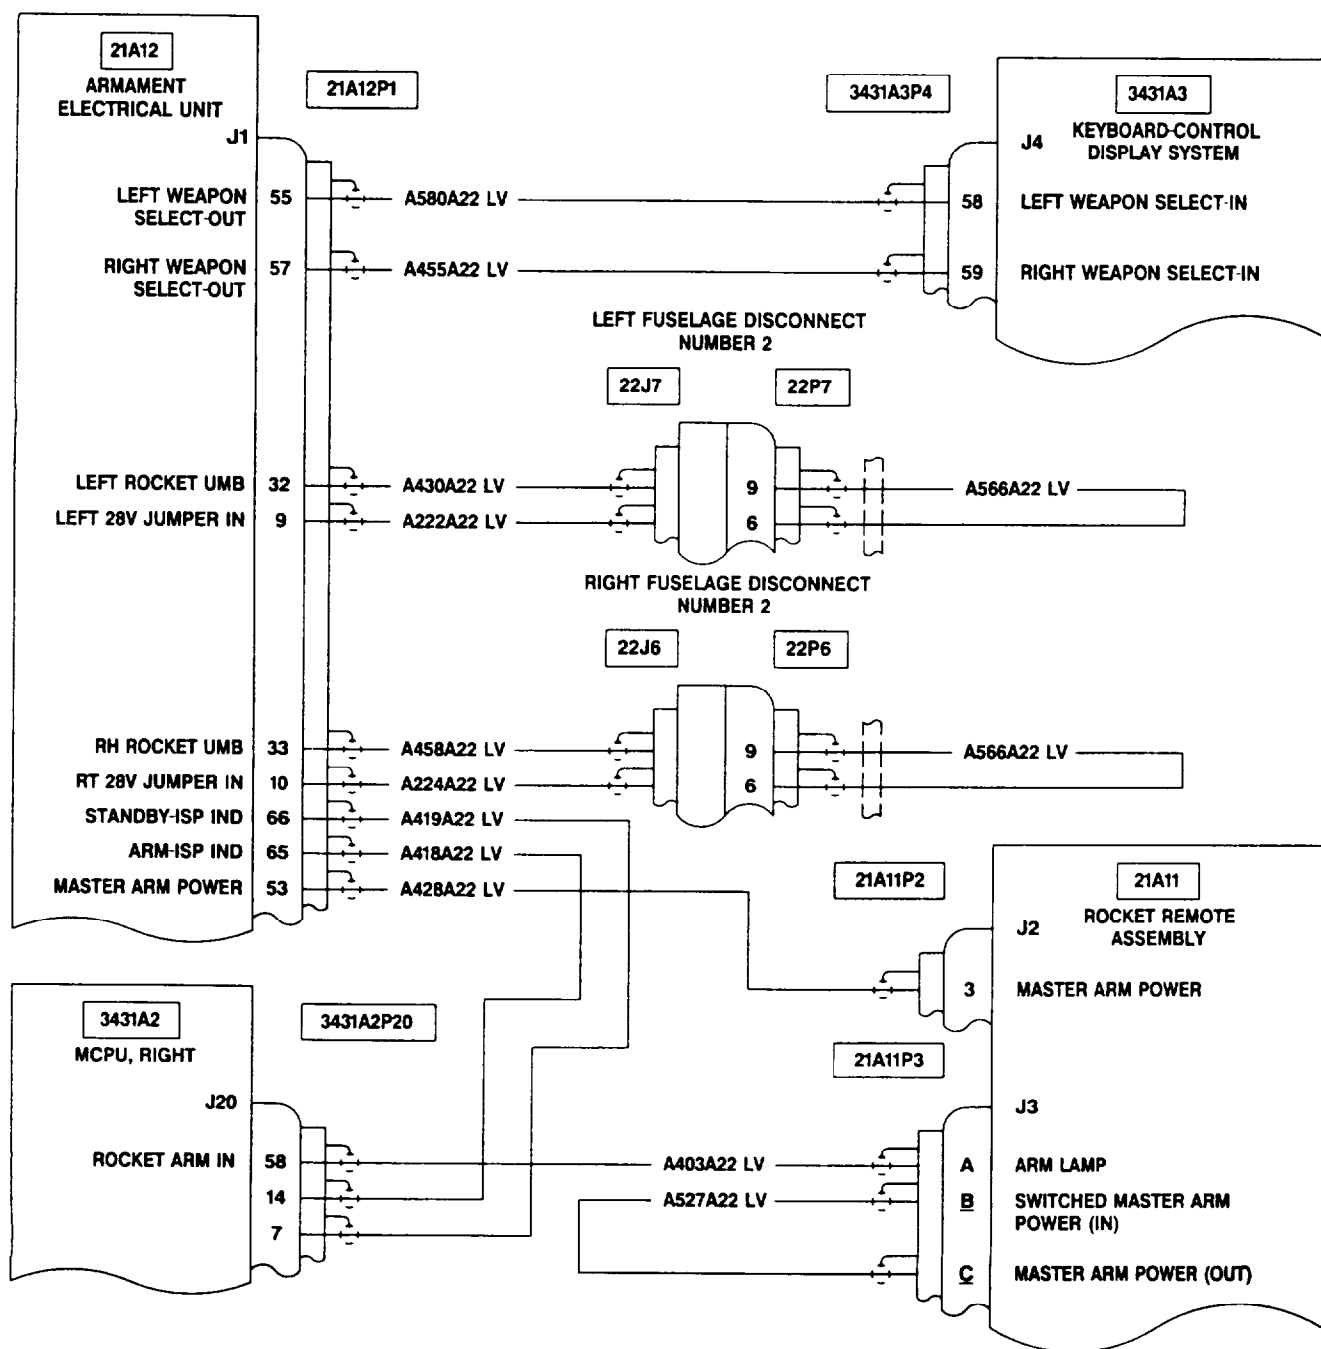 21A12
ARMAMENT
ELECTRICAL UNIT
J1
21A12P1
3431A3P4
3431A3
J4
KEYBOARD-CONTROL
DISPLAY SYSTEM
LEFT WEAPON
SELECT-OUT
55
A580A22 LV
58
LEFT WEAPON SELECT-IN
RIGHT WEAPON
SELECT-OUT
57
A455A22 LV
59
RIGHT WEAPON SELECT-IN
LEFT FUSELAGE DISCONNECT
NUMBER 2
22J7
22P7
LEFT ROCKET UMB
32
A430A22 LV
9
A566A22 LV
LEFT 28V JUMPER IN
9
A222A22 LV
6
RIGHT FUSELAGE DISCONNECT
NUMBER 2
22J6
22P6
RH ROCKET UMB
33
A458A22 LV
9
A566A22 LV
RT 28V JUMPER IN
10
A224A22 LV
6
STANDBY-ISP IND
66
A419A22 LV
ARM-ISP IND
65
A418A22 LV
MASTER ARM POWER
53
A428A22 LV
21A11P2
21A11
J2
ROCKET REMOTE
ASSEMBLY
3
MASTER ARM POWER
3431A2
MCPU, RIGHT
3431A2P20
21A11P3
J20
J3
ROCKET ARM IN
58
A403A22 LV
A
ARM LAMP
14
A527A22 LV
B
SWITCHED MASTER ARM
POWER (IN)
7
C
MASTER ARM POWER (OUT)